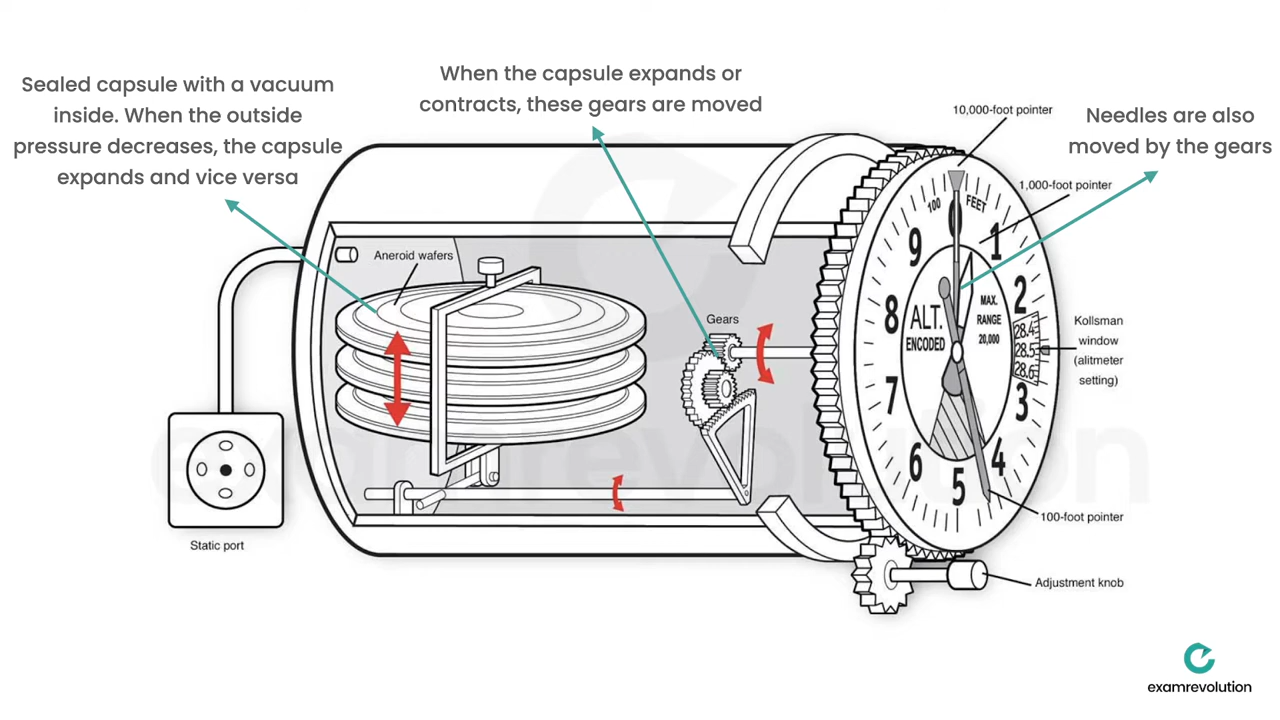 Sealed capsule with a vacuum
inside. When the outside
pressure decreases, the capsule
expands and vice versa
When the capsule expands or
contracts, these gears are moved
Needles are also
moved by the gears
10,000-foot pointer
1,000-foot pointer
Aneroid wafers
Gears
Static port
100
FEET
0
1
2
3
4
5
6
7
8
9
ALT.
ENCODED
MAX.
RANGE
20,000
28.4
28.5
28.6
Kollsman
window
(alitmeter
setting)
100-foot pointer
Adjustment knob
examrevolution
examrevolution